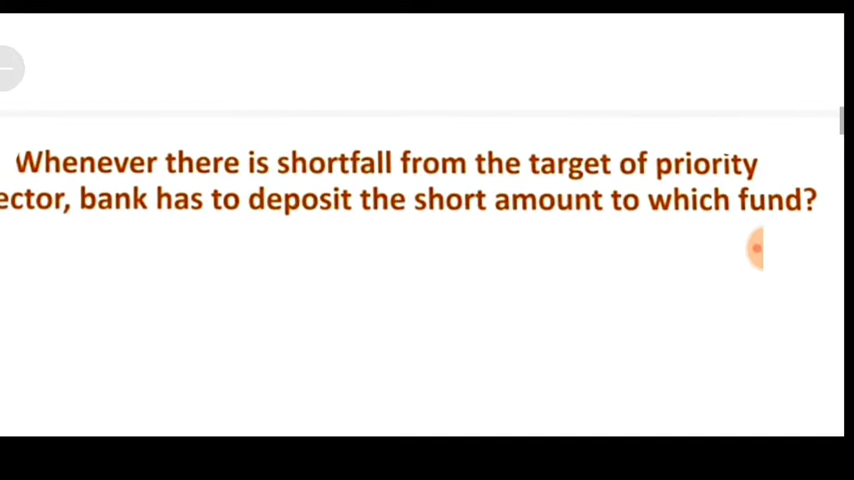 Whenever there is shortfall from the target of priority
ector, bank has to deposit the short amount to which fund?